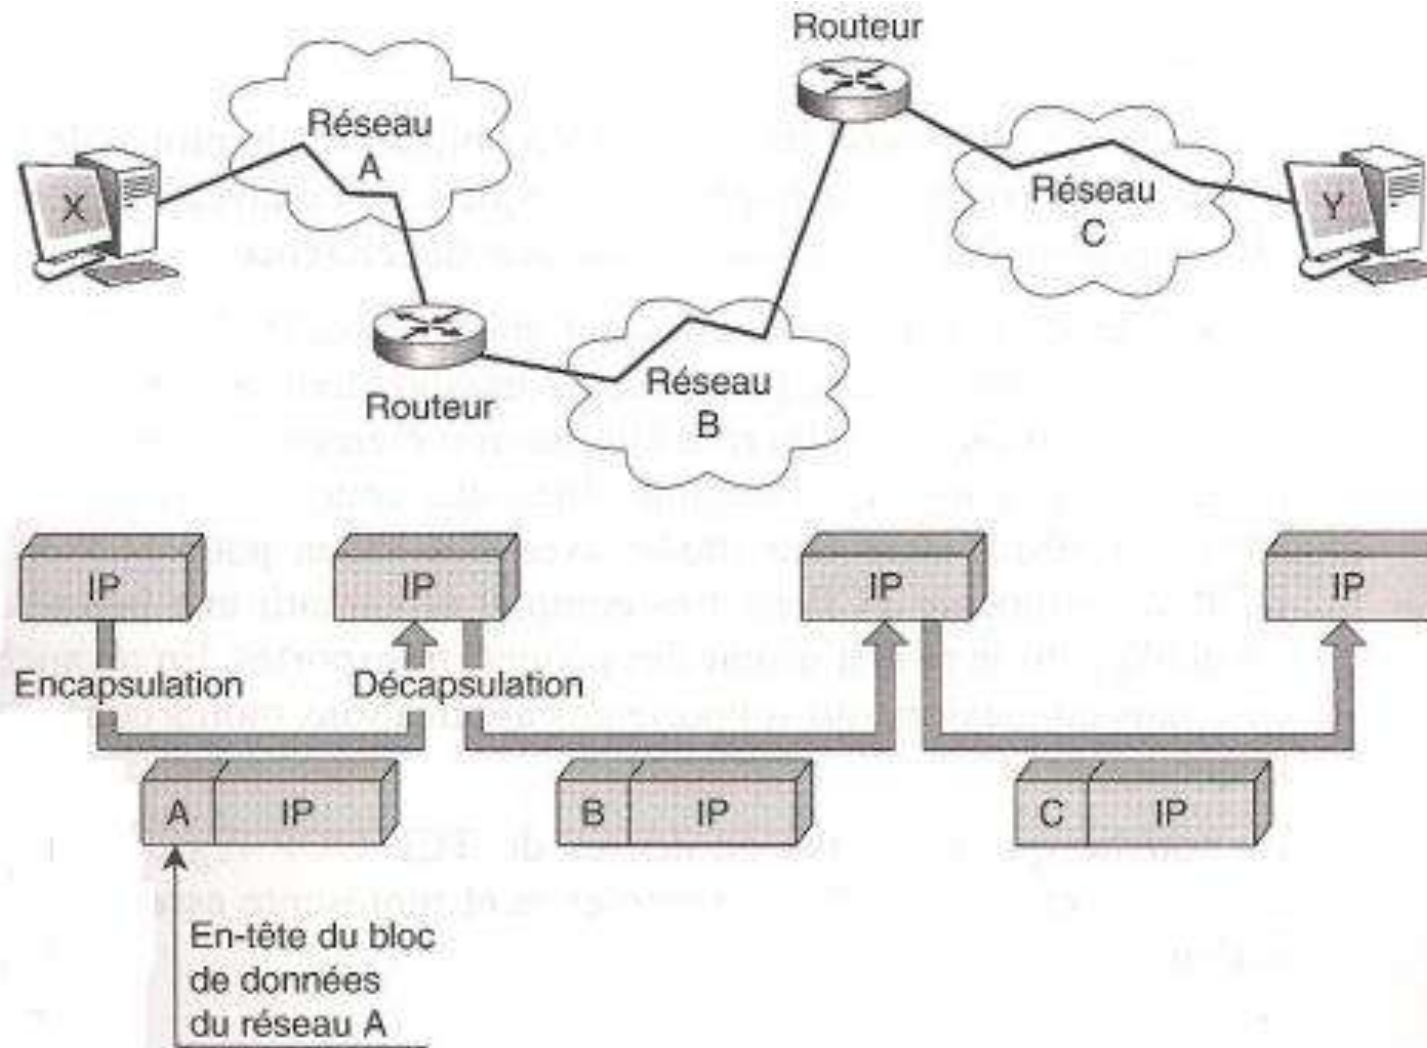 Routeur
Réseau
A
X
Réseau
C
Y
Routeur
Réseau
B
IP
IP
IP
IP
Encapsulation
Décapsulation
A IP
B IP
C IP
En-tête du bloc
de données
du réseau A